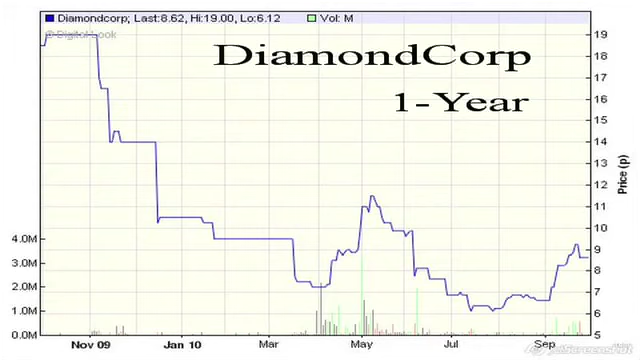 Diamondcorp; Last:8.62, Hi:19.00, Lo:6.12 Vol: M
© Digital Look
DiamondCorp
1-Year
19
18
17
16
15
14
13
12
11
10
9
8
7
6
5
Price (p)
4.0M
3.0M
2.0M
1.0M
0.0M
Nov 09 Jan 10 Mar May Jul Sep